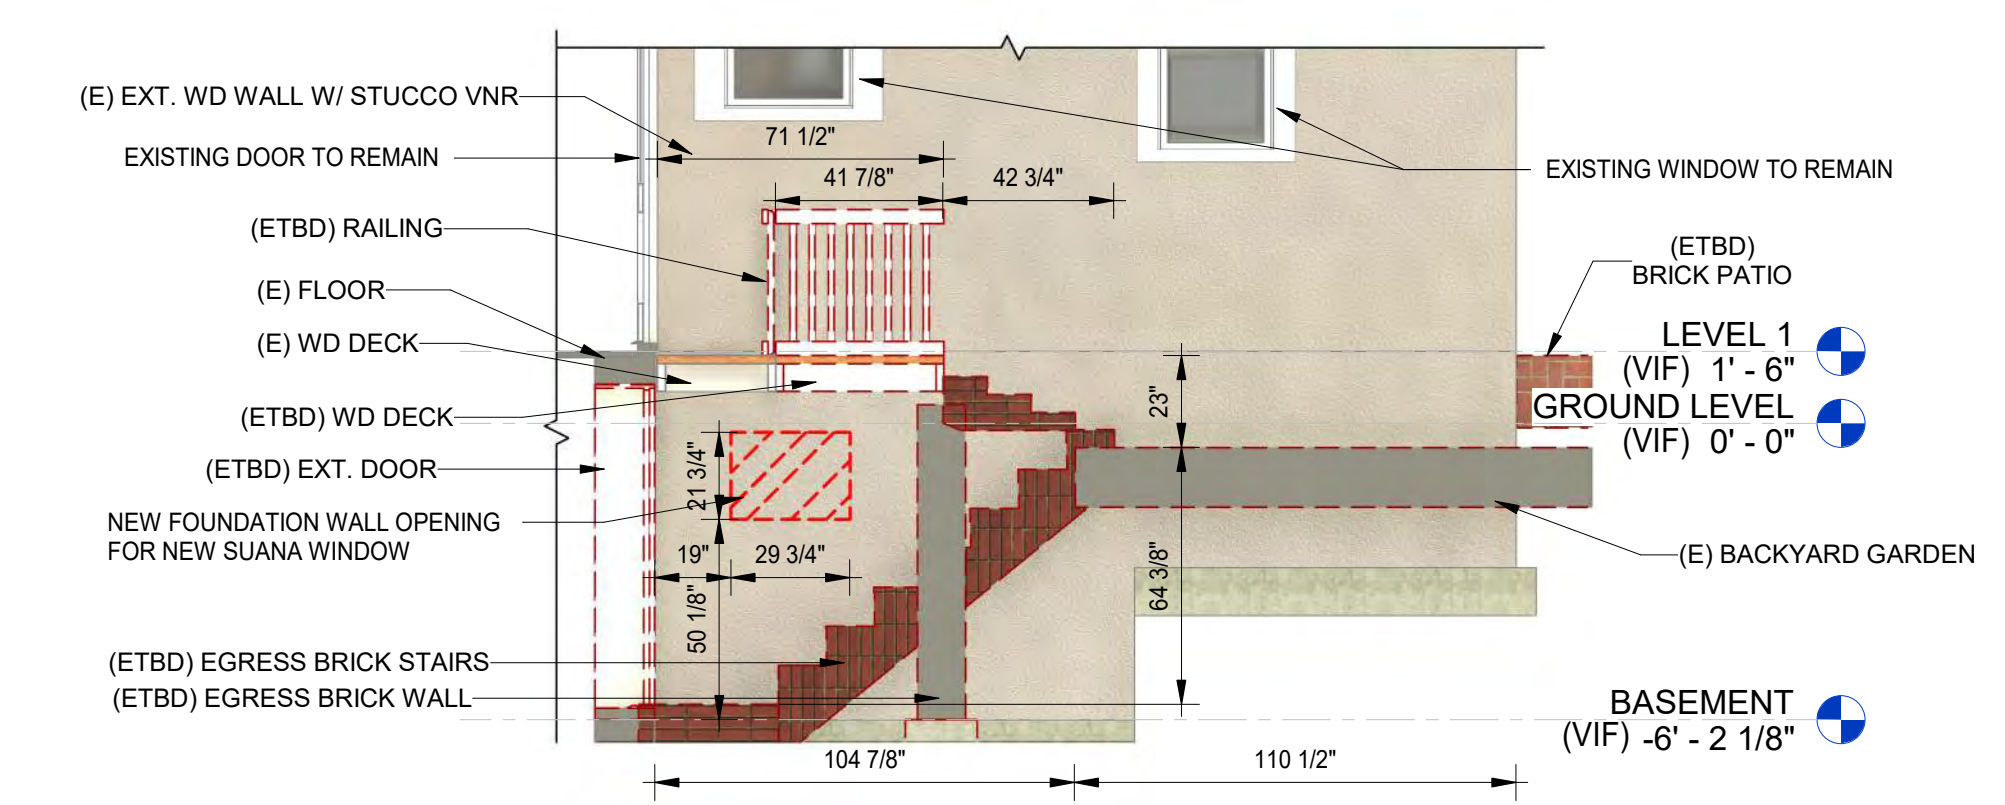 (E) EXT. WD WALL W/ STUCCO VNR
EXISTING DOOR TO REMAIN
(ETBD) RAILING
(E) FLOOR
(E) WD DECK
(ETBD) WD DECK
(ETBD) EXT. DOOR
NEW FOUNDATION WALL OPENING
FOR NEW SUANA WINDOW
(ETBD) EGRESS BRICK STAIRS
(ETBD) EGRESS BRICK WALL
71 1/2"
41 7/8"
42 3/4"
21 3/4"
19"
29 3/4"
50 1/8"
23"
64 3/8"
104 7/8"
110 1/2"
EXISTING WINDOW TO REMAIN
(ETBD)
BRICK PATIO
LEVEL 1
(VIF) 1' - 6"
GROUND LEVEL
(VIF) 0' - 0"
(E) BACKYARD GARDEN
BASEMENT
(VIF) -6' - 2 1/8"